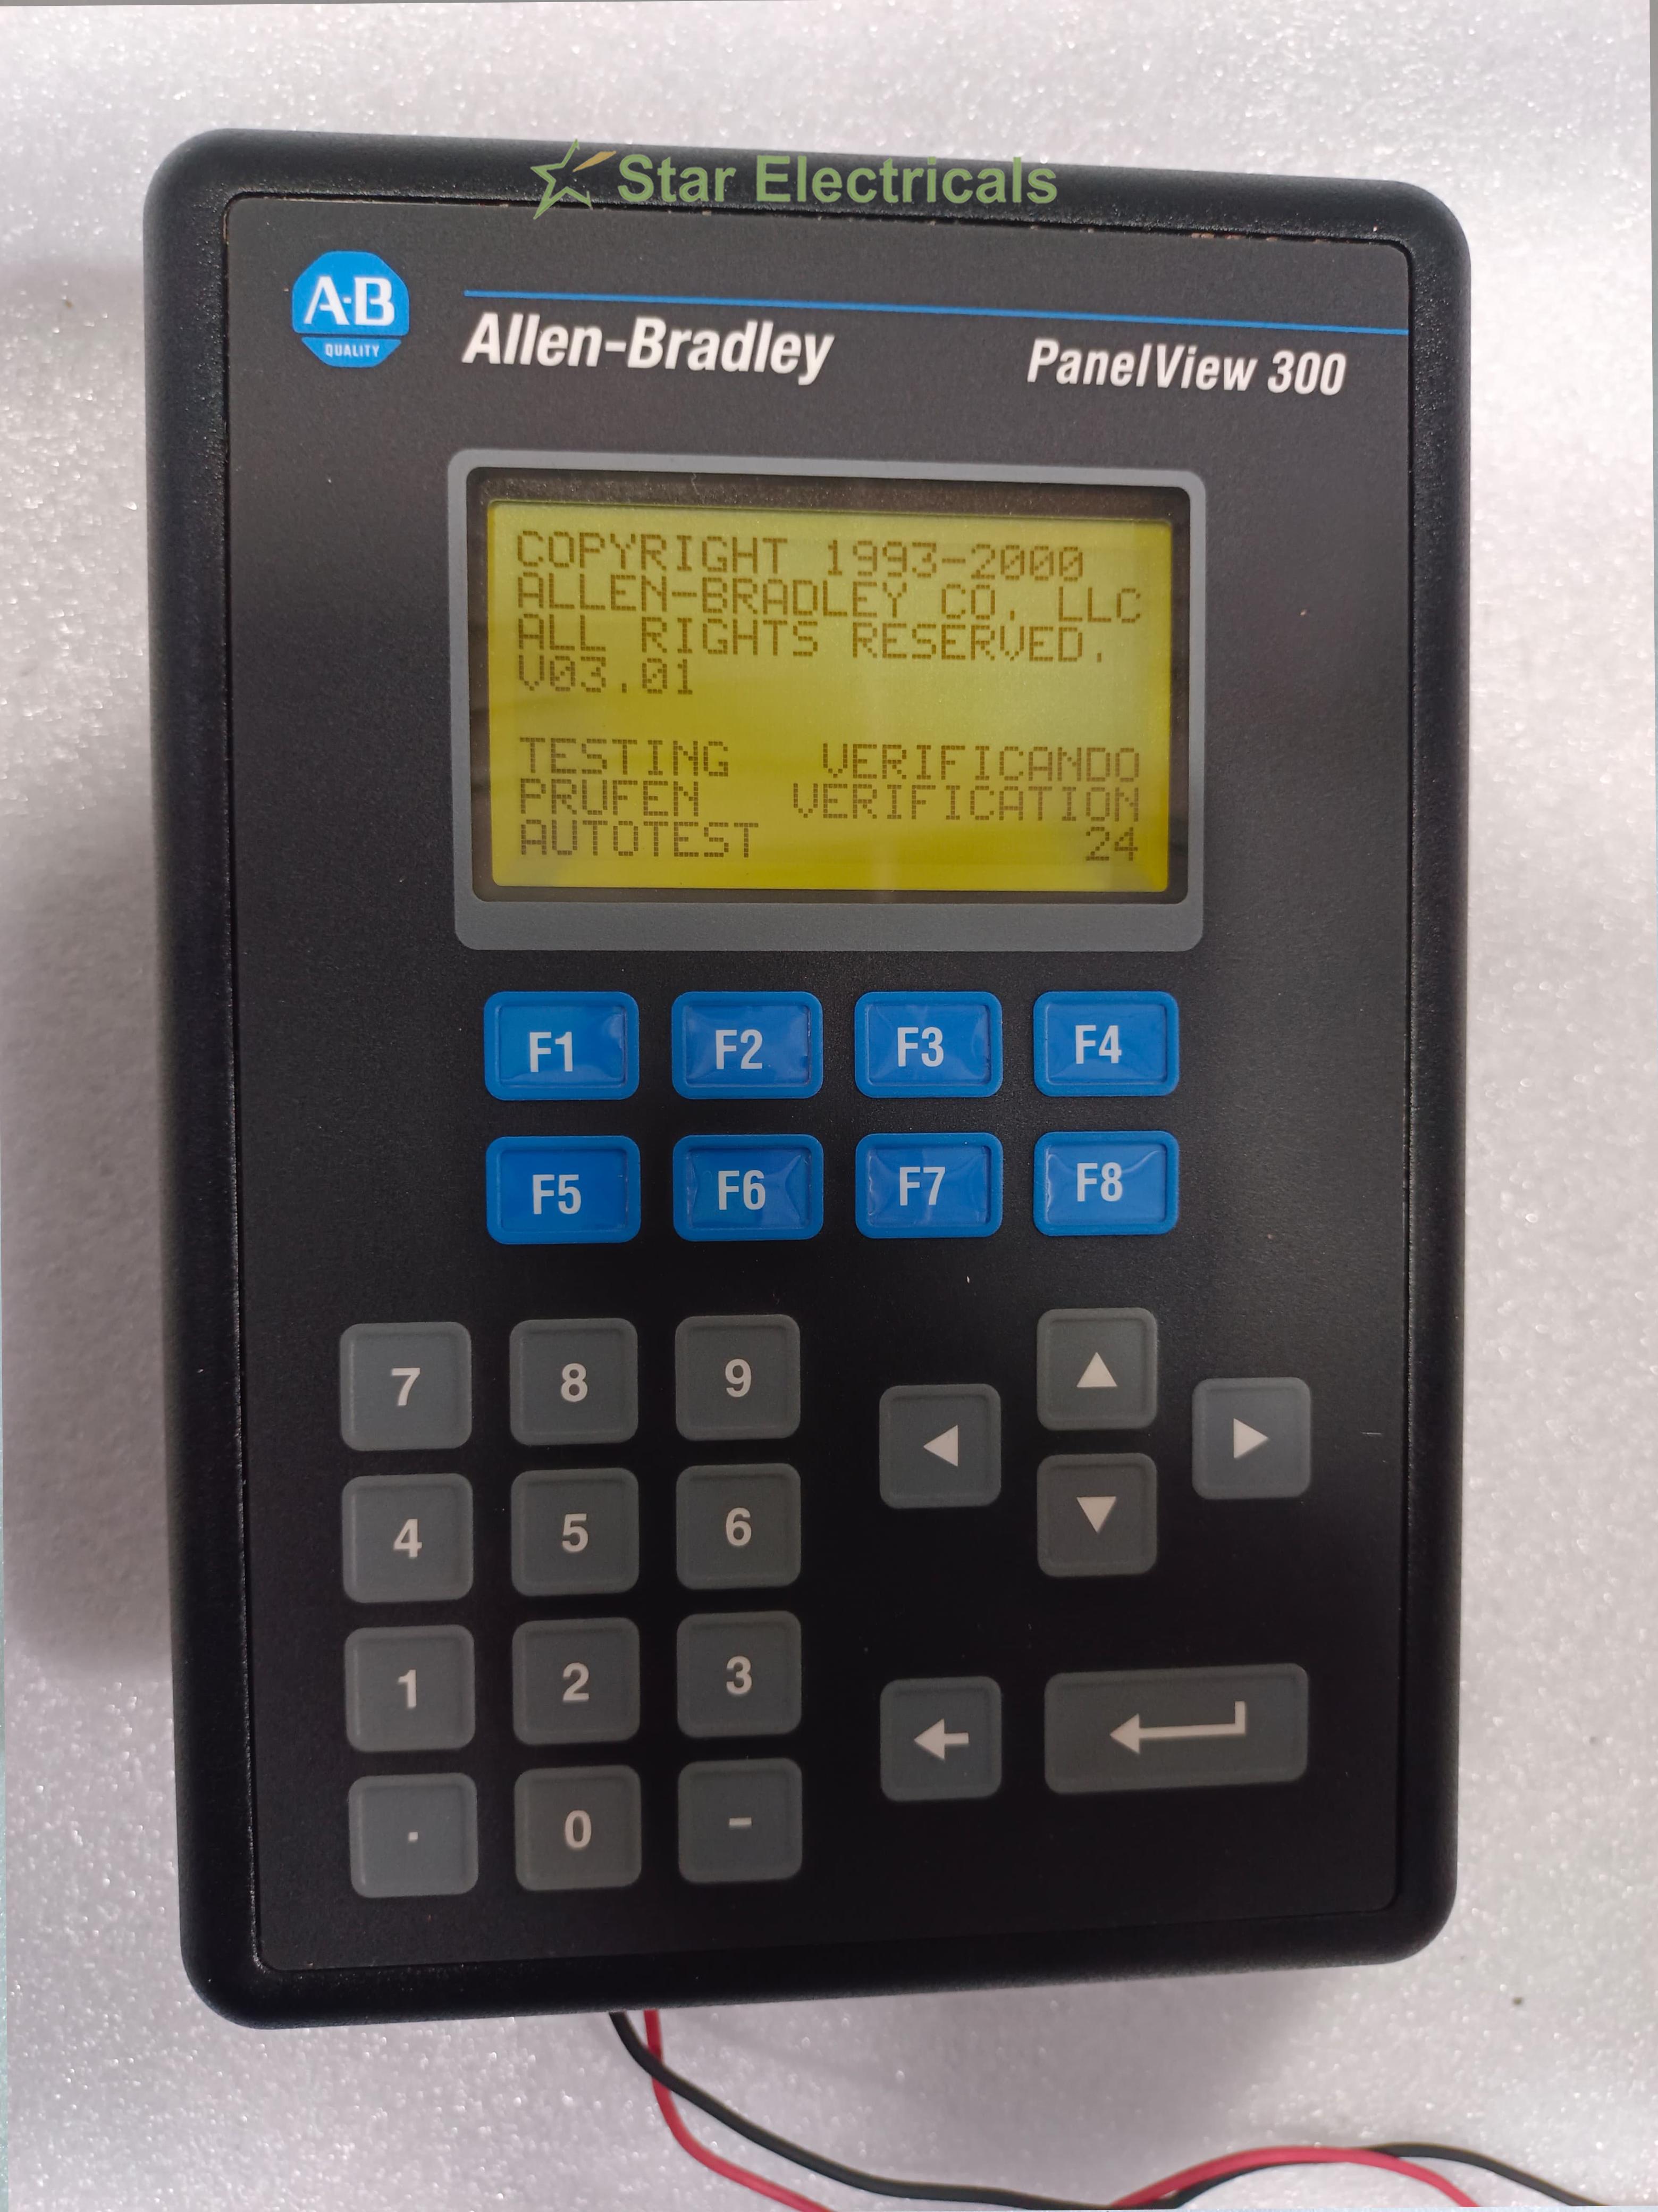 Star Electricals
A·B
QUALITY
Allen-Bradley
PanelView 300
COPYRIGHT 1993-2000
ALLEN-BRADLEY CO. LLC
ALL RIGHTS RESERVED.
V03.01
TESTING VERIFICANDO
PRUFEN VERIFICATION
AUTOTEST 24
F1 F2 F3 F4
F5 F6 F7 F8
7 8 9
4 5 6
1 2 3
. 0 -